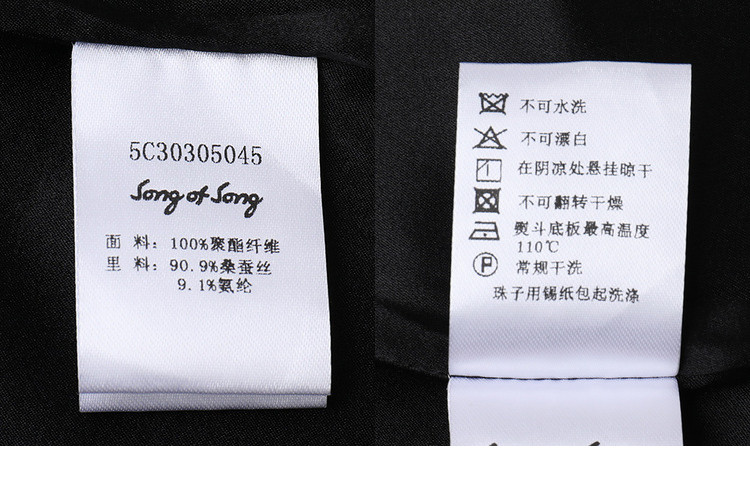 5C30305045
Song of Song
面 料：100%聚酯纤维
里 料：90.9%桑蚕丝
9.1%氨纶
不可水洗
不可漂白
在阴凉处悬挂晾干
不可翻转干燥
熨斗底板最高温度
110℃
P 常规干洗
珠子用锡纸包起洗涤